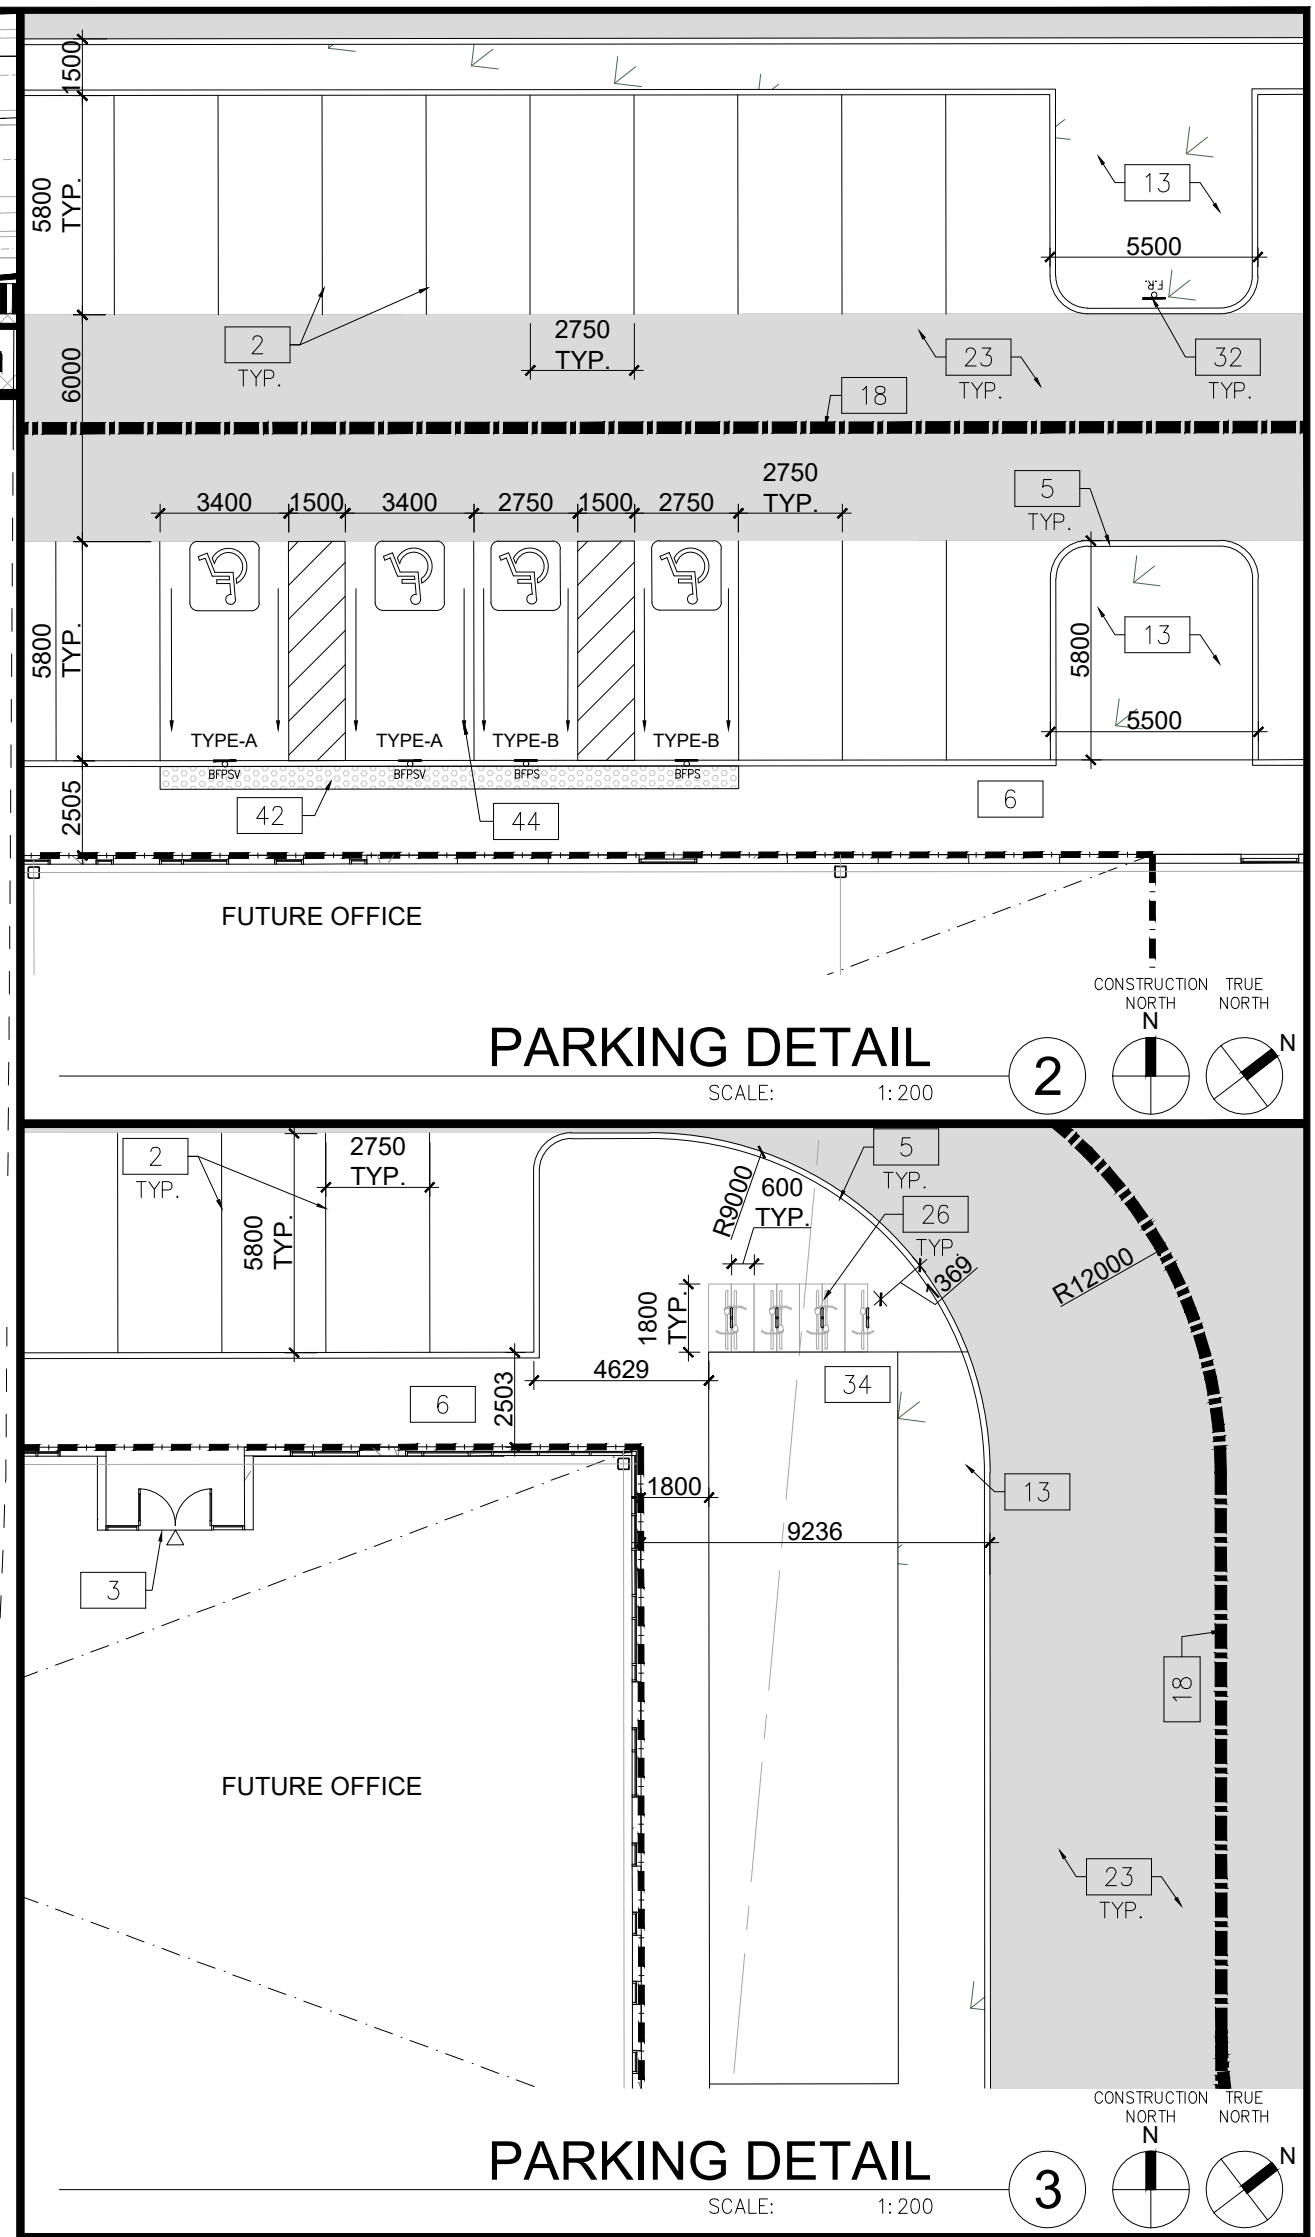 1500
5800
TYP.
13
5500
F.R.
2
TYP.
2750
TYP.
23
TYP.
32
TYP.
6000
18
3400
1500
3400
2750
1500
2750
2750
TYP.
5
TYP.
5800
TYP.
13
5800
5500
TYPE-A
TYPE-A
TYPE-B
TYPE-B
BFPSV
BFPSV
BFPS
BFPS
2505
42
44
6
FUTURE OFFICE
CONSTRUCTION
NORTH
TRUE
NORTH
N
N
PARKING DETAIL
SCALE: 1:200
2
2
TYP.
2750
TYP.
5800
TYP.
R9000
600
TYP.
5
TYP.
26
TYP.
1369
R12000
1800
TYP.
4629
34
6
2503
1800
13
9236
3
18
FUTURE OFFICE
23
TYP.
CONSTRUCTION
NORTH
TRUE
NORTH
N
N
PARKING DETAIL
SCALE: 1:200
3